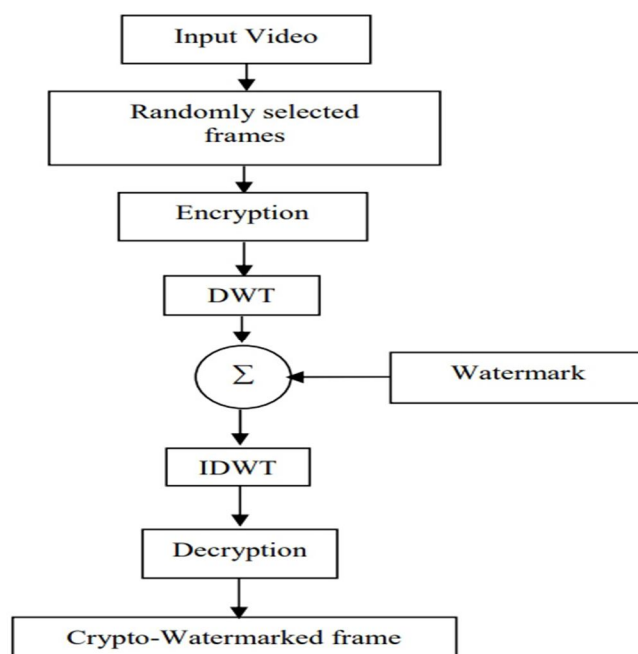 Input Video
Randomly selected
frames
Encryption
DWT
Σ
Watermark
IDWT
Decryption
Crypto-Watermarked frame